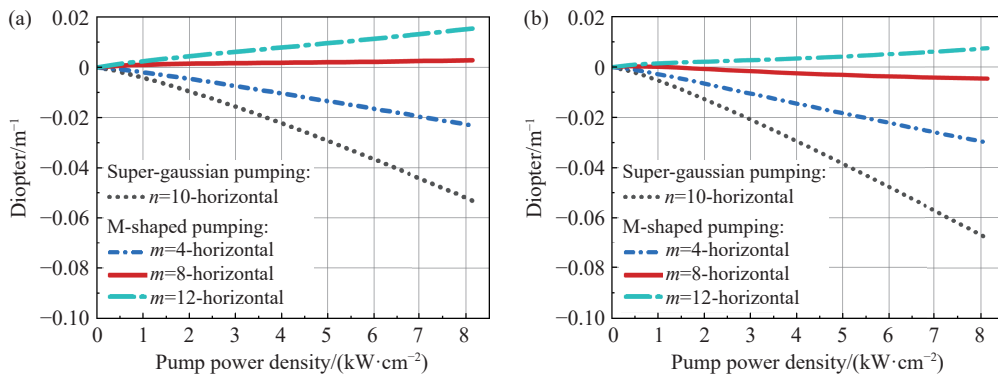 (a)
0.02
0
−0.02
−0.04
−0.06
−0.08
−0.10
Diopter/m⁻¹
Super-gaussian pumping:
n=10-horizontal
M-shaped pumping:
m=4-horizontal
m=8-horizontal
m=12-horizontal
0 1 2 3 4 5 6 7 8
Pump power density/(kW·cm⁻²)
(b)
0.02
0
−0.02
−0.04
−0.06
−0.08
−0.10
Diopter/m⁻¹
Super-gaussian pumping:
n=10-horizontal
M-shaped pumping:
m=4-horizontal
m=8-horizontal
m=12-horizontal
0 1 2 3 4 5 6 7 8
Pump power density/(kW·cm⁻²)